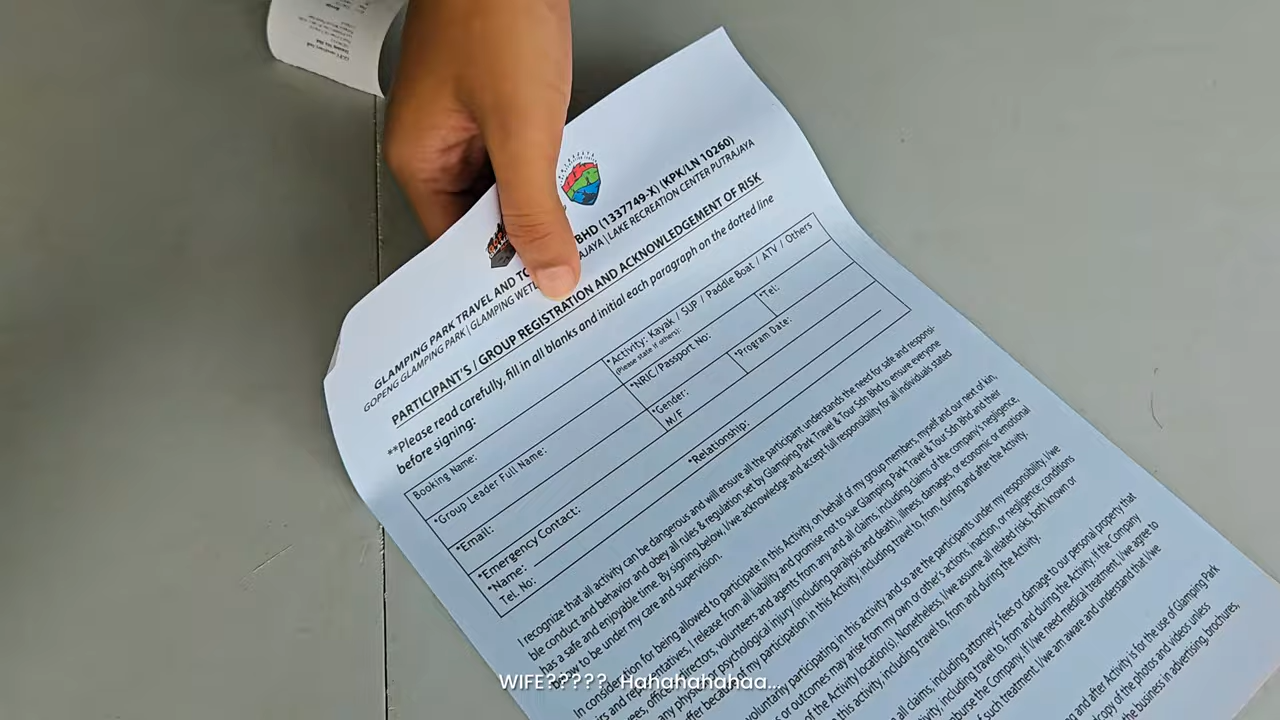 GLAMPING PARK TRAVEL AND TO BHD (1337749-X) (KPK/LN 10260)
GOPENG GLAMPING PARK | GLAMPING WETL AJAYA | LAKE RECREATION CENTER PUTRAJAYA
PARTICIPANT'S / GROUP REGISTRATION AND ACKNOWLEDGEMENT OF RISK
**Please read carefully, fill in all blanks and initial each paragraph on the dotted line
before signing:
Booking Name:
*Activity: Kayak / SUP / Paddle Boat / ATV / Others
(Please state if others):
*Group Leader Full Name:
*NRIC/Passport No:
*Tel:
*Email:
*Gender:
M/F
*Program Date:
*Emergency Contact:
*Name:
*Relationship:
Tel. No:
I recognize that all activity can be dangerous and will ensure all the participant understands the need for safe and responsi-
ble conduct and behavior and obey all rules & regulation set by Glamping Park Travel & Tour Sdn Bhd to ensure everyone
has a safe and enjoyable time. By signing below, I/we acknowledge and accept full responsibility for all individuals stated
below to be under my care and supervision.
In consideration for being allowed to participate in this Activity, on behalf of my group members, myself and our next of kin,
irs and representatives, I release from all liability and promise not to sue Glamping Park Travel & Tour Sdn Bhd and their
ees, officers, directors, volunteers and agents from any and all claims, including claims of the company's negligence,
any physical or psychological injury (including paralysis and death), illness, damages, or economic or emotional
ffer because of my participation in this Activity, including travel to, from, during and after the Activity.
voluntarily participating in this activity and so are the participants under my responsibility. I/we
s or outcomes may arise from my own or other's actions, inaction, or negligence; conditions
of the Activity location(s). Nonetheless, I/we assume all related risks, both known or
this activity, including travel to, from and during the Activity.
all claims, including attorney's fees or damage to our personal property that
ivity, including travel to, from and during the Activity if the Company
mburse the Company. If I/we need medical treatment, I/we agree to
of such treatment. I/we am aware and understand that I/we
g and after Activity is for the use of Glamping Park
copy of the photos and videos unless
the business in advertising, brochures,
WIFE????? Hahahahahaa...